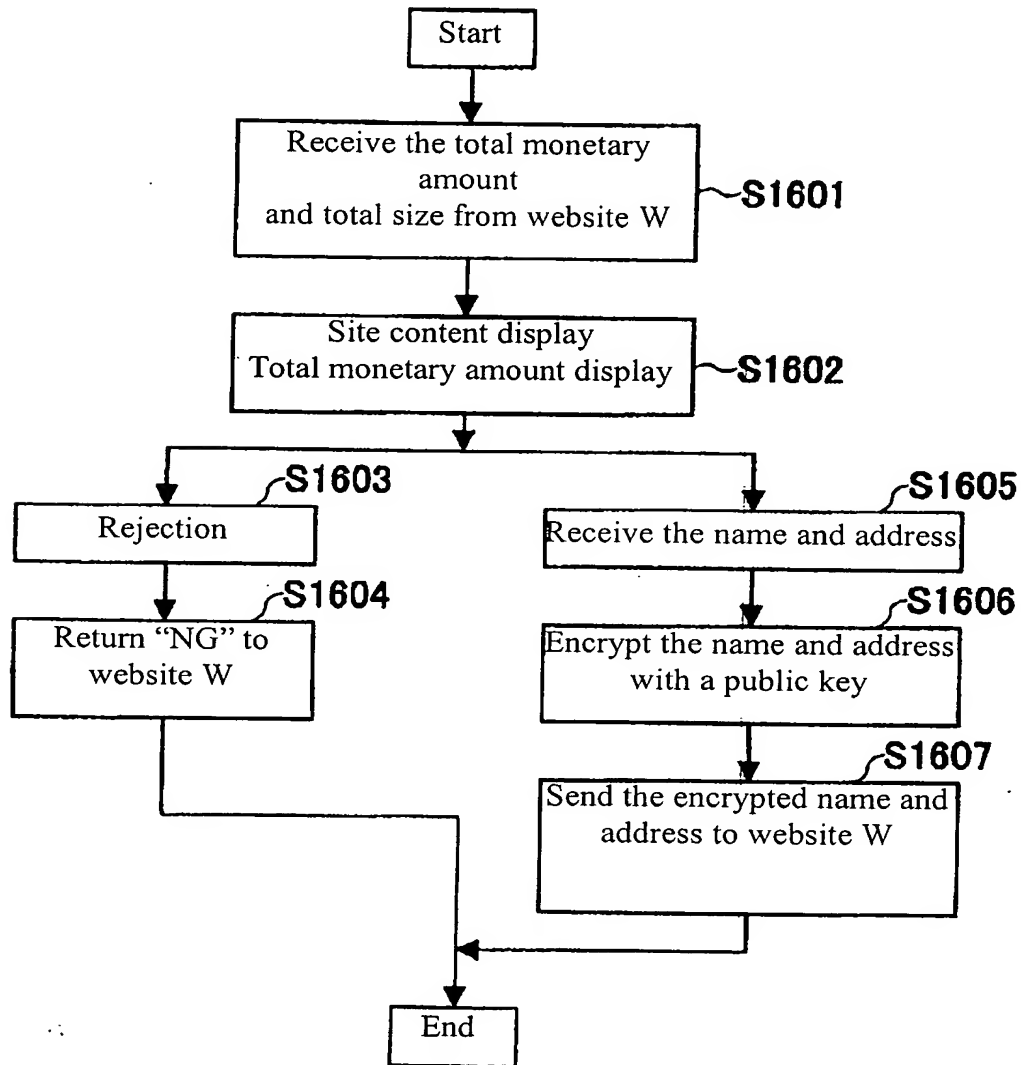 Start
Receive the total monetary
amount
and total size from website W
S1601
Site content display
Total monetary amount display
S1602
S1603
Rejection
S1604
Return “NG” to
website W
S1605
Receive the name and address
S1606
Encrypt the name and address
with a public key
S1607
Send the encrypted name and
address to website W
End